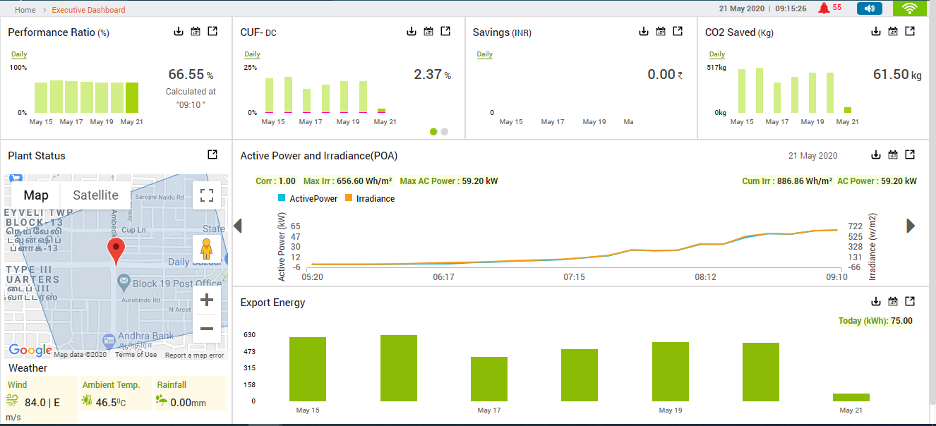 Home > Executive Dashboard
21 May 2020 | 09:15:26
55
Performance Ratio (%)
Daily
100%
0%
May 15 May 17 May 19 May 21
66.55 %
Calculated at
"09:10 "
CUF- DC
Daily
25%
0%
May 15 May 17 May 19 May 21
2.37 %
Savings (INR)
Daily
0
May 15 May 17 May 19 Ma
0.00 ₹
CO2 Saved (Kg)
Daily
517kg
0kg
May 15 May 17 May 19 May 21
61.50 kg
Plant Status
Map
Satellite
Sarojini Naidu Rd
EYVELI TWP
BLOCK-13
நெய்வேலி
டவுன்ஷிப்
பிளாக்-13
Cup Ln
State
Daily
TYPE III
UARTERS
டைப் III
Block 19 Post Office
Aurobindo Rd
N Arcot
Andhra Bank
Google
Map data ©2020
Terms of Use
Report a map error
Weather
Wind
84.0 | E
m/s
Ambient Temp.
46.5⁰C
Rainfall
0.00mm
Active Power and Irradiance(POA)
21 May 2020
Corr : 1.00 Max Irr : 656.60 Wh/m² Max AC Power : 59.20 kW
Cum Irr : 886.86 Wh/m² AC Power : 59.20 kW
ActivePower Irradiance
Active Power (kW)
65
47
30
12
-6
722
525
328
131
-66
Irradiance (w/m2)
05:20 06:17 07:15 08:12 09:10
Export Energy
Today (kWh): 75.00
630
473
315
158
0
May 15 May 17 May 19 May 21